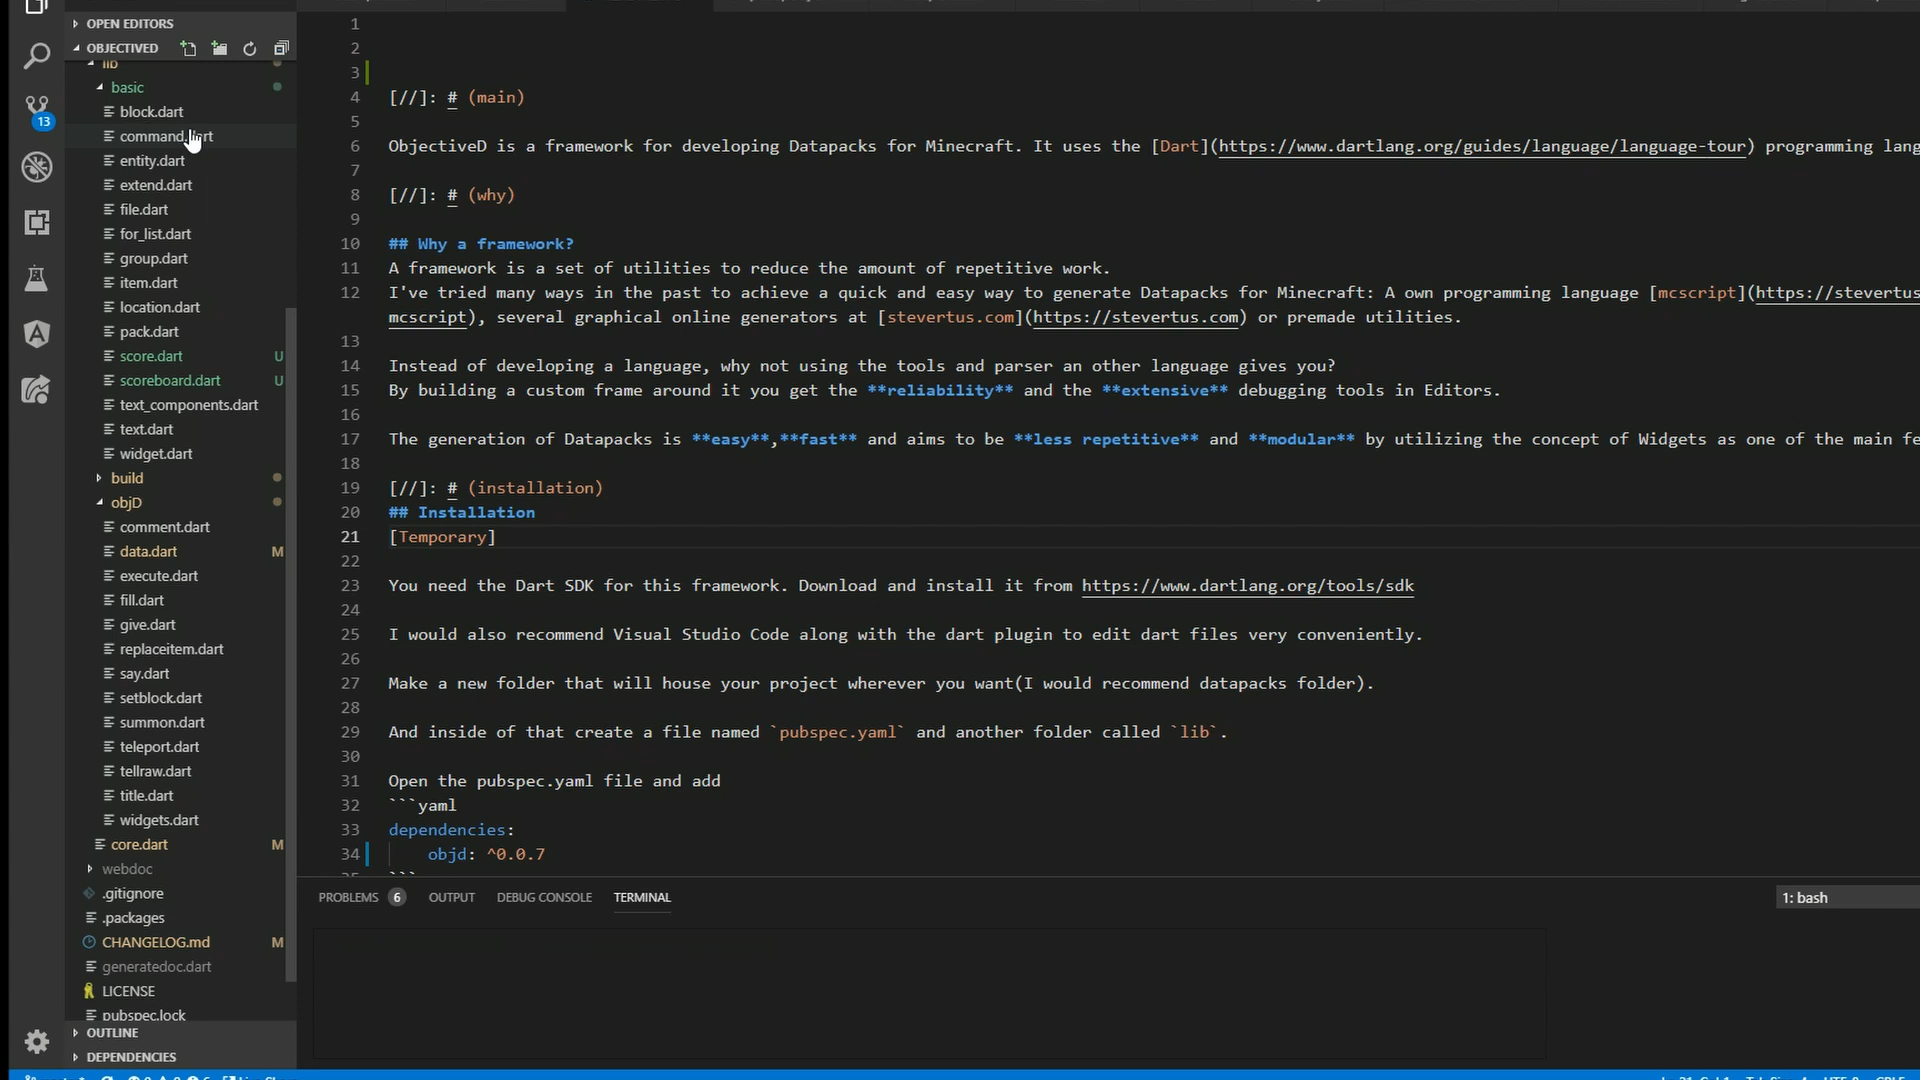 OPEN EDITORS
OBJECTIVED
lib
basic
block.dart
command.dart
entity.dart
extend.dart
file.dart
for_list.dart
group.dart
item.dart
location.dart
pack.dart
score.dart U
scoreboard.dart U
text_components.dart
text.dart
widget.dart
build
objD
comment.dart
data.dart M
execute.dart
fill.dart
give.dart
replaceitem.dart
say.dart
setblock.dart
summon.dart
teleport.dart
tellraw.dart
title.dart
widgets.dart
core.dart M
webdoc
.gitignore
.packages
CHANGELOG.md M
generatedoc.dart
LICENSE
pubspec.lock
OUTLINE
DEPENDENCIES
13
1
2
3
4 [//]: # (main)
5
6 ObjectiveD is a framework for developing Datapacks for Minecraft. It uses the [Dart](https://www.dartlang.org/guides/language/language-tour) programming lang
7
8 [//]: # (why)
9
10 ## Why a framework?
11 A framework is a set of utilities to reduce the amount of repetitive work.
12 I've tried many ways in the past to achieve a quick and easy way to generate Datapacks for Minecraft: A own programming language [mcscript](https://stevertus
mcscript), several graphical online generators at [stevertus.com](https://stevertus.com) or premade utilities.
13
14 Instead of developing a language, why not using the tools and parser an other language gives you?
15 By building a custom frame around it you get the **reliability** and the **extensive** debugging tools in Editors.
16
17 The generation of Datapacks is **easy**,**fast** and aims to be **less repetitive** and **modular** by utilizing the concept of Widgets as one of the main fe
18
19 [//]: # (installation)
20 ## Installation
21 [Temporary]
22
23 You need the Dart SDK for this framework. Download and install it from https://www.dartlang.org/tools/sdk
24
25 I would also recommend Visual Studio Code along with the dart plugin to edit dart files very conveniently.
26
27 Make a new folder that will house your project wherever you want(I would recommend datapacks folder).
28
29 And inside of that create a file named `pubspec.yaml` and another folder called `lib`.
30
31 Open the pubspec.yaml file and add
32 ```yaml
33 dependencies:
34 objd: ^0.0.7
PROBLEMS 6 OUTPUT DEBUG CONSOLE TERMINAL
1: bash